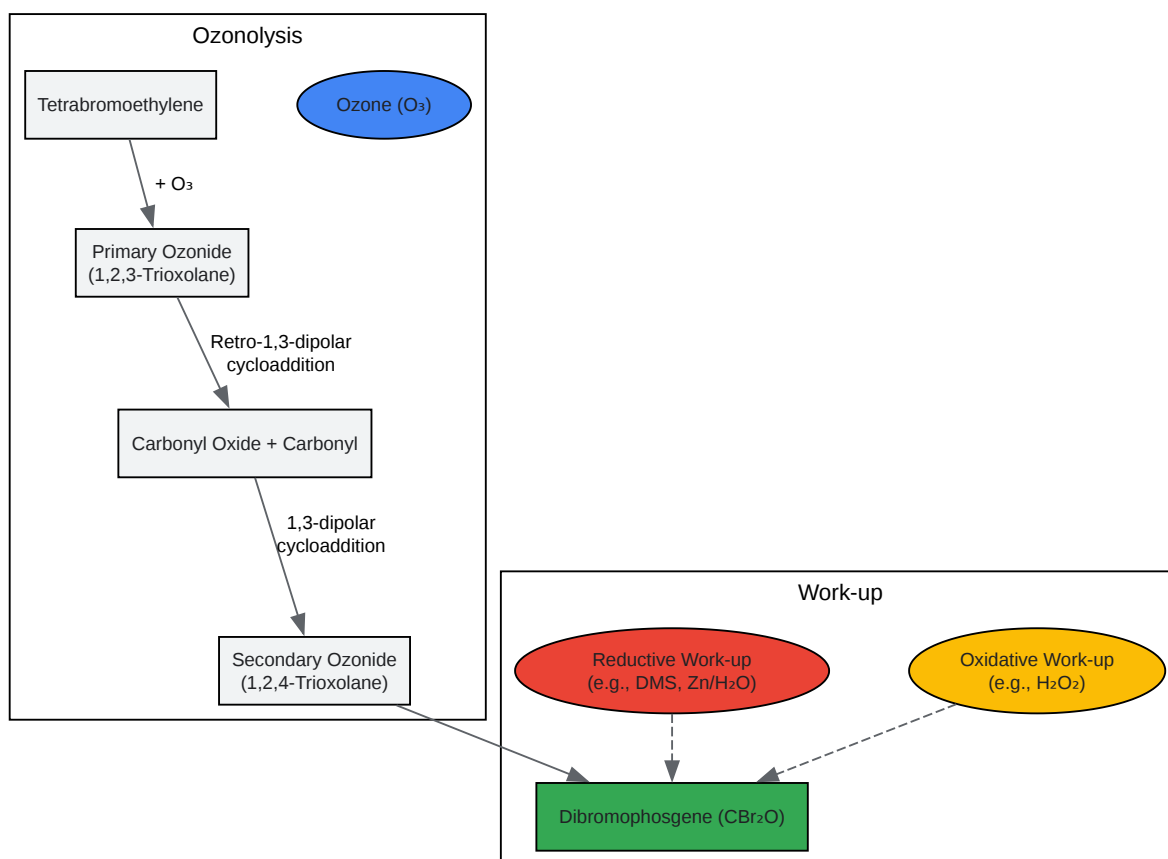 Ozonolysis
Tetrabromoethylene
Ozone (O₃)
+ O₃
Primary Ozonide
(1,2,3-Trioxolane)
Retro-1,3-dipolar
cycloaddition
Carbonyl Oxide + Carbonyl
1,3-dipolar
cycloaddition
Secondary Ozonide
(1,2,4-Trioxolane)
Work-up
Reductive Work-up
(e.g., DMS, Zn/H₂O)
Oxidative Work-up
(e.g., H₂O₂)
Dibromophosgene (CBr₂O)